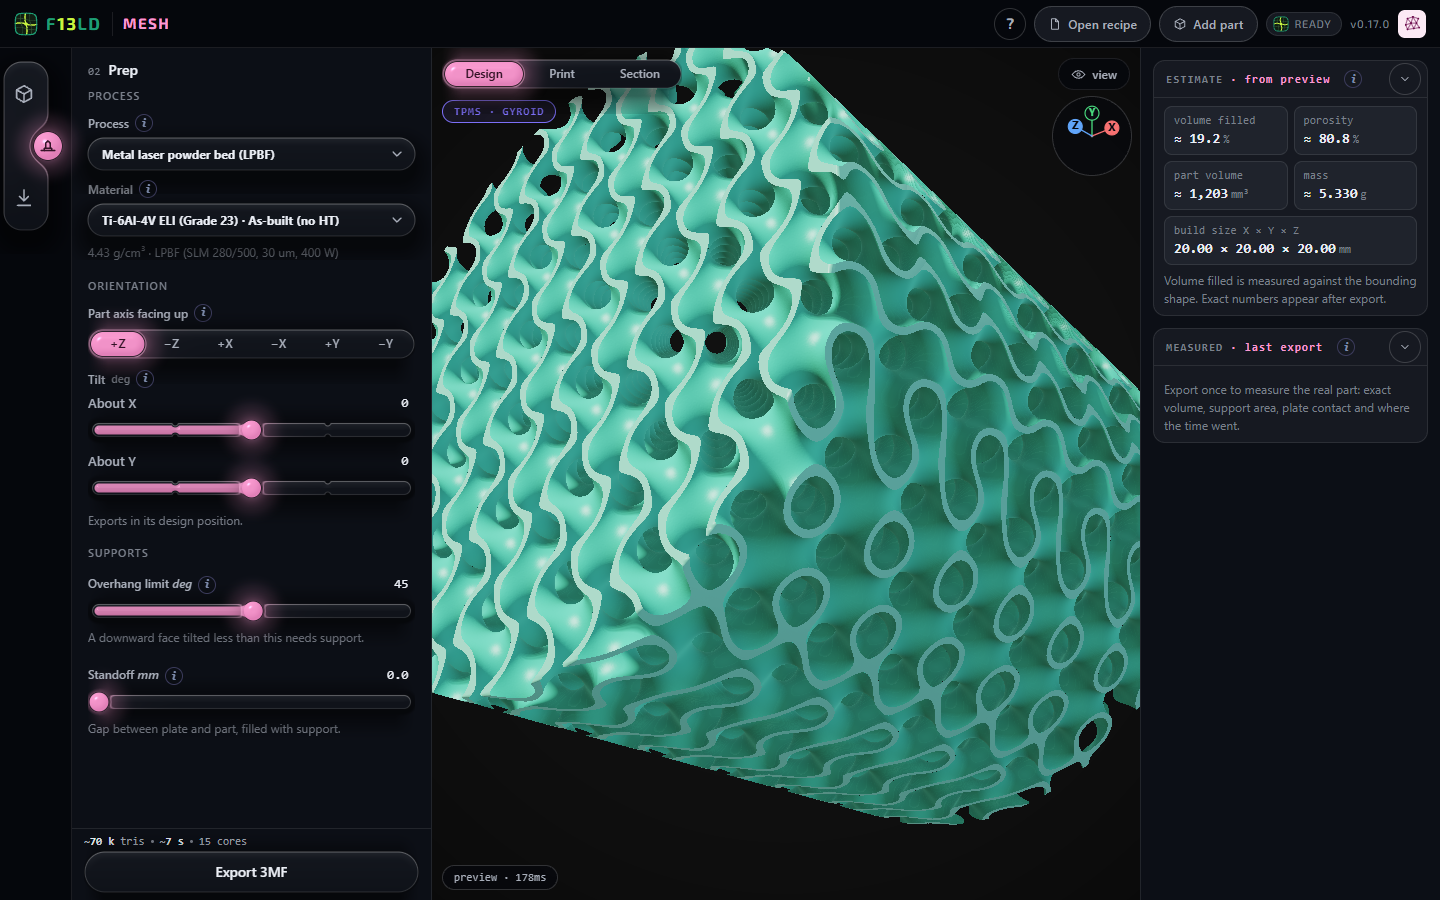 F13LD MESH
? Open recipe Add part READY v0.17.0
02 Prep
PROCESS
Process i
Metal laser powder bed (LPBF)
Material i
Ti-6Al-4V ELI (Grade 23) · As-built (no HT)
4.43 g/cm³ · LPBF (SLM 280/500, 30 um, 400 W)
ORIENTATION
Part axis facing up i
+Z −Z +X −X +Y −Y
Tilt deg i
About X 0
About Y 0
Exports in its design position.
SUPPORTS
Overhang limit deg i 45
A downward face tilted less than this needs support.
Standoff mm i 0.0
Gap between plate and part, filled with support.
~70 k tris • ~7 s • 15 cores
Export 3MF
Design Print Section
TPMS · GYROID
view
Y
Z X
preview · 178ms
ESTIMATE · from preview i
volume filled
≈ 19.2 %
porosity
≈ 80.8 %
part volume
≈ 1,203 mm³
mass
≈ 5.330 g
build size X × Y × Z
20.00 × 20.00 × 20.00 mm
Volume filled is measured against the bounding
shape. Exact numbers appear after export.
MEASURED · last export i
Export once to measure the real part: exact
volume, support area, plate contact and where
the time went.